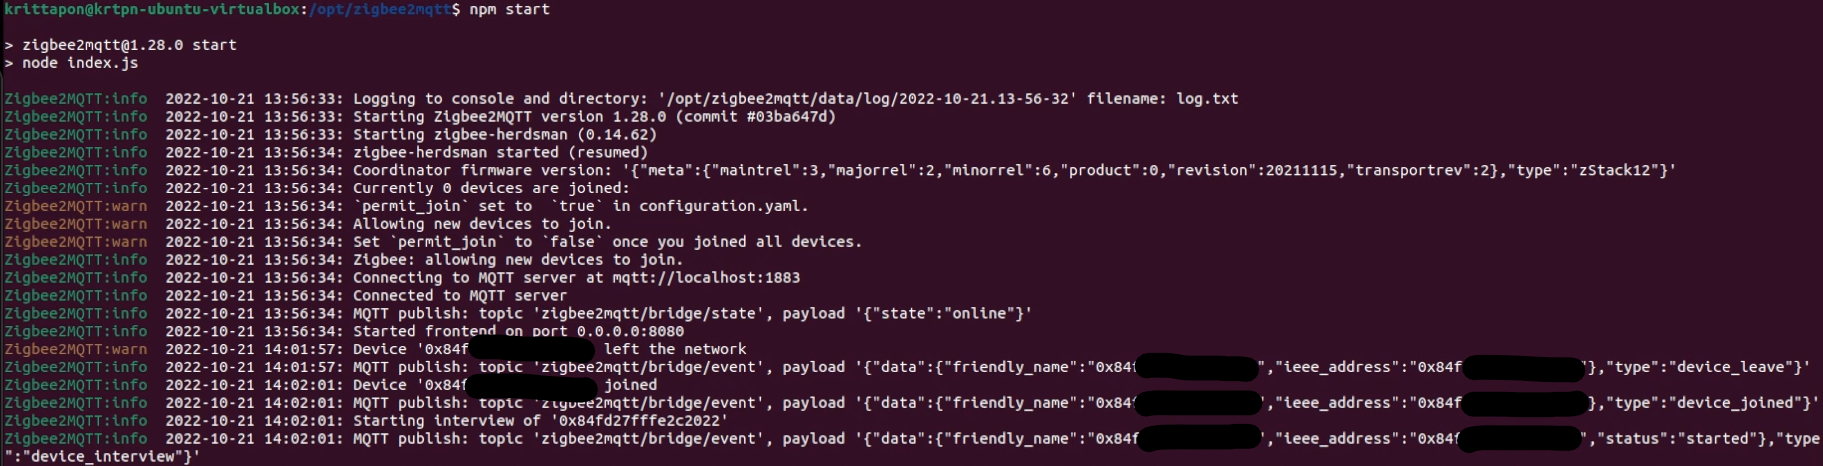 krittapon@krtpn-ubuntu-virtualbox:/opt/zigbee2mqtt$ npm start
> zigbee2mqtt@1.28.0 start
> node index.js
Zigbee2MQTT:info  2022-10-21 13:56:33: Logging to console and directory: '/opt/zigbee2mqtt/data/log/2022-10-21.13-56-32' filename: log.txt
Zigbee2MQTT:info  2022-10-21 13:56:33: Starting Zigbee2MQTT version 1.28.0 (commit #03ba647d)
Zigbee2MQTT:info  2022-10-21 13:56:33: Starting zigbee-herdsman (0.14.62)
Zigbee2MQTT:info  2022-10-21 13:56:34: zigbee-herdsman started (resumed)
Zigbee2MQTT:info  2022-10-21 13:56:34: Coordinator firmware version: '{"meta":{"maintrel":3,"majorrel":2,"minorrel":6,"product":0,"revision":20211115,"transportrev":2},"type":"zStack12"}'
Zigbee2MQTT:info  2022-10-21 13:56:34: Currently 0 devices are joined:
Zigbee2MQTT:warn  2022-10-21 13:56:34: `permit_join` set to  `true` in configuration.yaml.
Zigbee2MQTT:warn  2022-10-21 13:56:34: Allowing new devices to join.
Zigbee2MQTT:warn  2022-10-21 13:56:34: Set `permit_join` to `false` once you joined all devices.
Zigbee2MQTT:info  2022-10-21 13:56:34: Zigbee: allowing new devices to join.
Zigbee2MQTT:info  2022-10-21 13:56:34: Connecting to MQTT server at mqtt://localhost:1883
Zigbee2MQTT:info  2022-10-21 13:56:34: Connected to MQTT server
Zigbee2MQTT:info  2022-10-21 13:56:34: MQTT publish: topic 'zigbee2mqtt/bridge/state', payload '{"state":"online"}'
Zigbee2MQTT:info  2022-10-21 13:56:34: Started frontend on port 0.0.0.0:8080
Zigbee2MQTT:warn  2022-10-21 14:01:57: Device '0x84f left the network
Zigbee2MQTT:info  2022-10-21 14:01:57: MQTT publish: topic 'zigbee2mqtt/bridge/event', payload '{"data":{"friendly_name":"0x84f ","ieee_address":"0x84f "},"type":"device_leave"}'
Zigbee2MQTT:info  2022-10-21 14:02:01: Device '0x84f joined
Zigbee2MQTT:info  2022-10-21 14:02:01: MQTT publish: topic 'zigbee2mqtt/bridge/event', payload '{"data":{"friendly_name":"0x84f ","ieee_address":"0x84f },"type":"device_joined"}'
Zigbee2MQTT:info  2022-10-21 14:02:01: Starting interview of '0x84fd27fffe2c2022'
Zigbee2MQTT:info  2022-10-21 14:02:01: MQTT publish: topic 'zigbee2mqtt/bridge/event', payload '{"data":{"friendly_name":"0x84f ","ieee_address":"0x84f ","status":"started"},"type
":"device_interview"}'